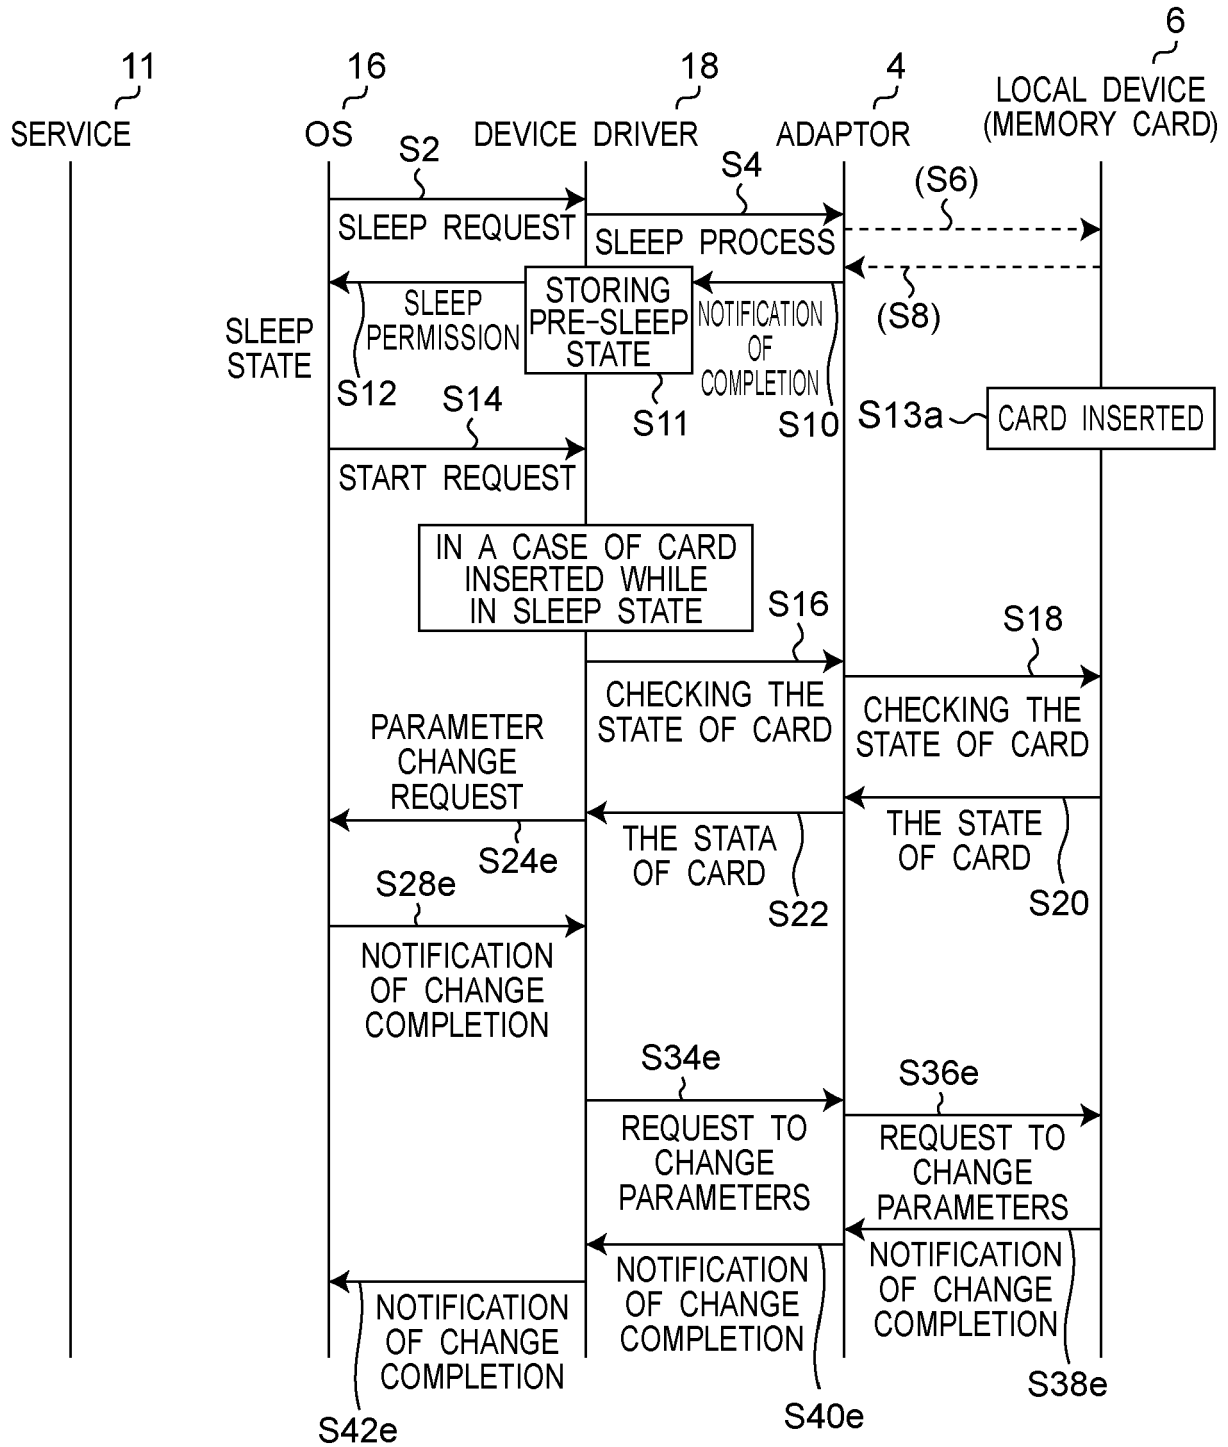 6
11
16
18
4
LOCAL DEVICE
(MEMORY CARD)
SERVICE
OS
DEVICE DRIVER
ADAPTOR
S2
S4
(S6)
SLEEP REQUEST
SLEEP PROCESS
(S8)
SLEEP
PERMISSION
STORING
PRE-SLEEP
STATE
NOTIFICATION
OF
COMPLETION
SLEEP
STATE
S12
S11
S10
S13a
CARD INSERTED
S14
START REQUEST
IN A CASE OF CARD
INSERTED WHILE
IN SLEEP STATE
S16
S18
CHECKING THE
STATE OF CARD
CHECKING THE
STATE OF CARD
PARAMETER
CHANGE
REQUEST
S24e
THE STATA
OF CARD
S22
THE STATE
OF CARD
S20
S28e
NOTIFICATION
OF CHANGE
COMPLETION
S34e
S36e
REQUEST TO
CHANGE
PARAMETERS
REQUEST TO
CHANGE
PARAMETERS
NOTIFICATION
OF CHANGE
COMPLETION
NOTIFICATION
OF CHANGE
COMPLETION
NOTIFICATION
OF CHANGE
COMPLETION
S38e
S40e
S42e